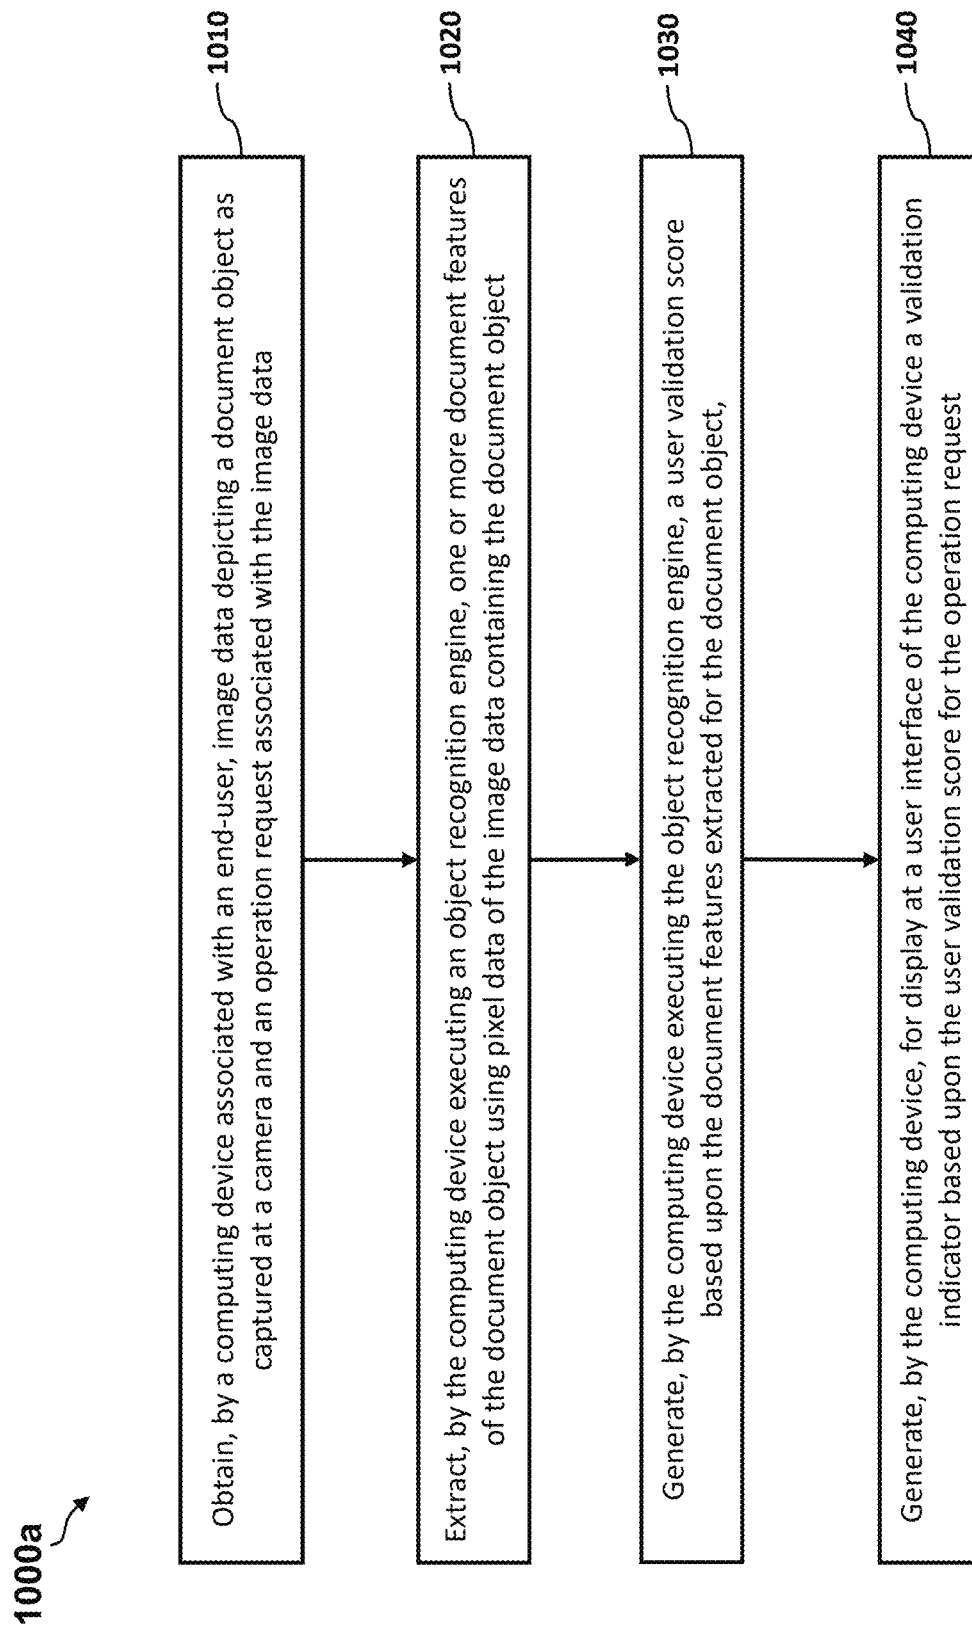 1000a
Obtain, by a computing device associated with an end-user, image data depicting a document object as
captured at a camera and an operation request associated with the image data
1010
Extract, by the computing device executing an object recognition engine, one or more document features
of the document object using pixel data of the image data containing the document object
1020
Generate, by the computing device executing the object recognition engine, a user validation score
based upon the document features extracted for the document object,
1030
Generate, by the computing device, for display at a user interface of the computing device a validation
indicator based upon the user validation score for the operation request
1040